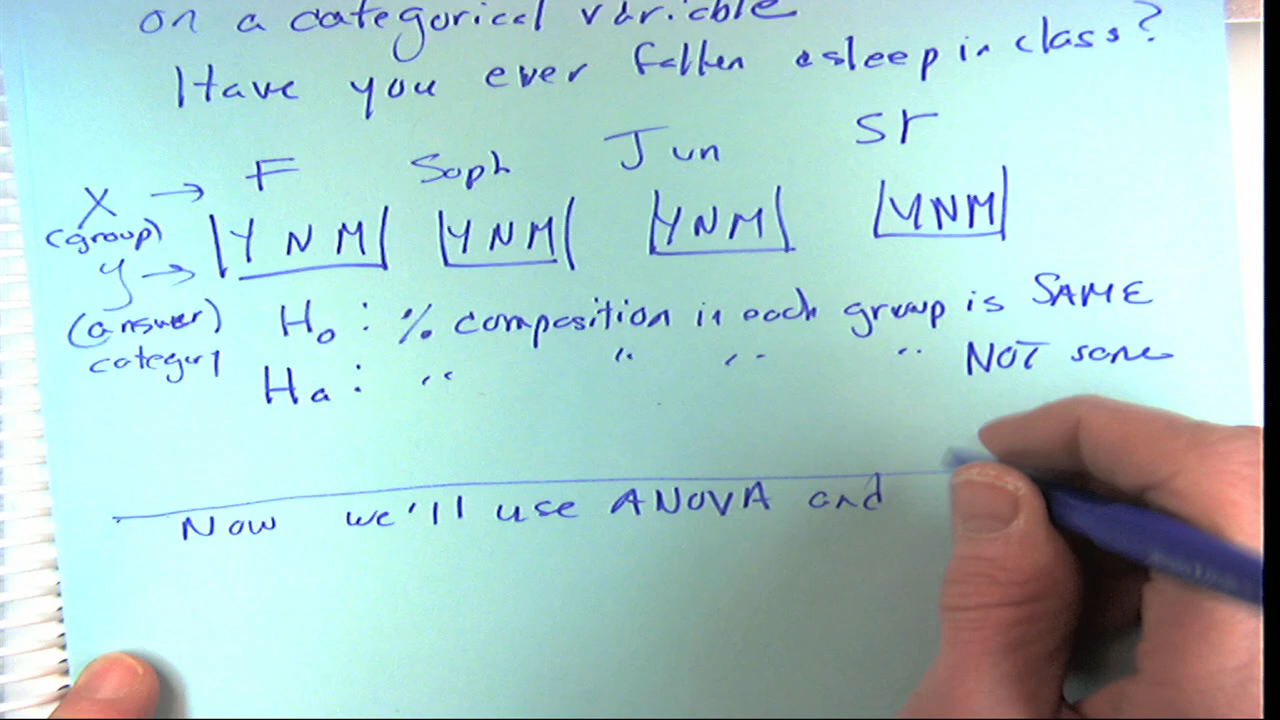 on a categorical variable
Have you ever fallen asleep in class?
F Soph Jun Sr
X →
(group) Y N M YNM YNM YNM
y →
(answer) H₀ : % composition in each group is SAME
category Ha : " " " " NOT same
Now we'll use ANOVA and